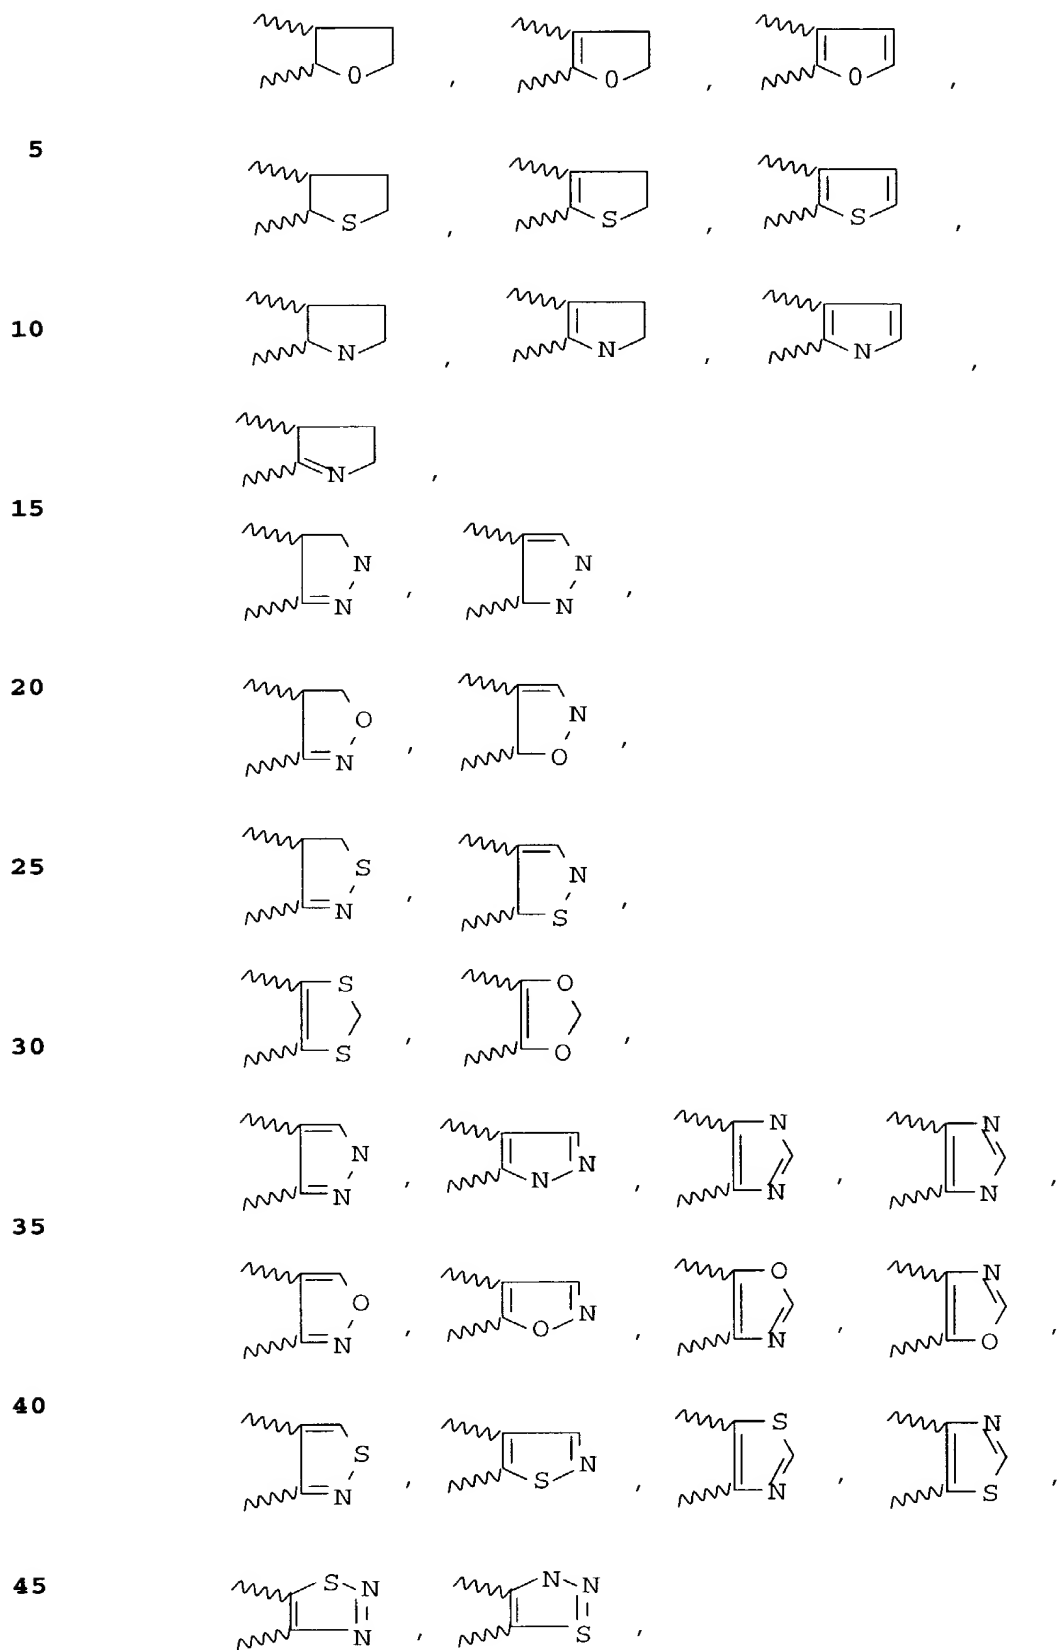 O , O , O ,
5
S , S , S ,
10
N , N , N ,
N ,
15
N N , N N ,
20
O N , N O ,
25
S N , N S ,
S S , O O ,
30
N N , N N , N N , N N ,
35
O N , O N , O N , N O ,
40
S N , S N , S N , N S ,
45
S N N , N N S ,